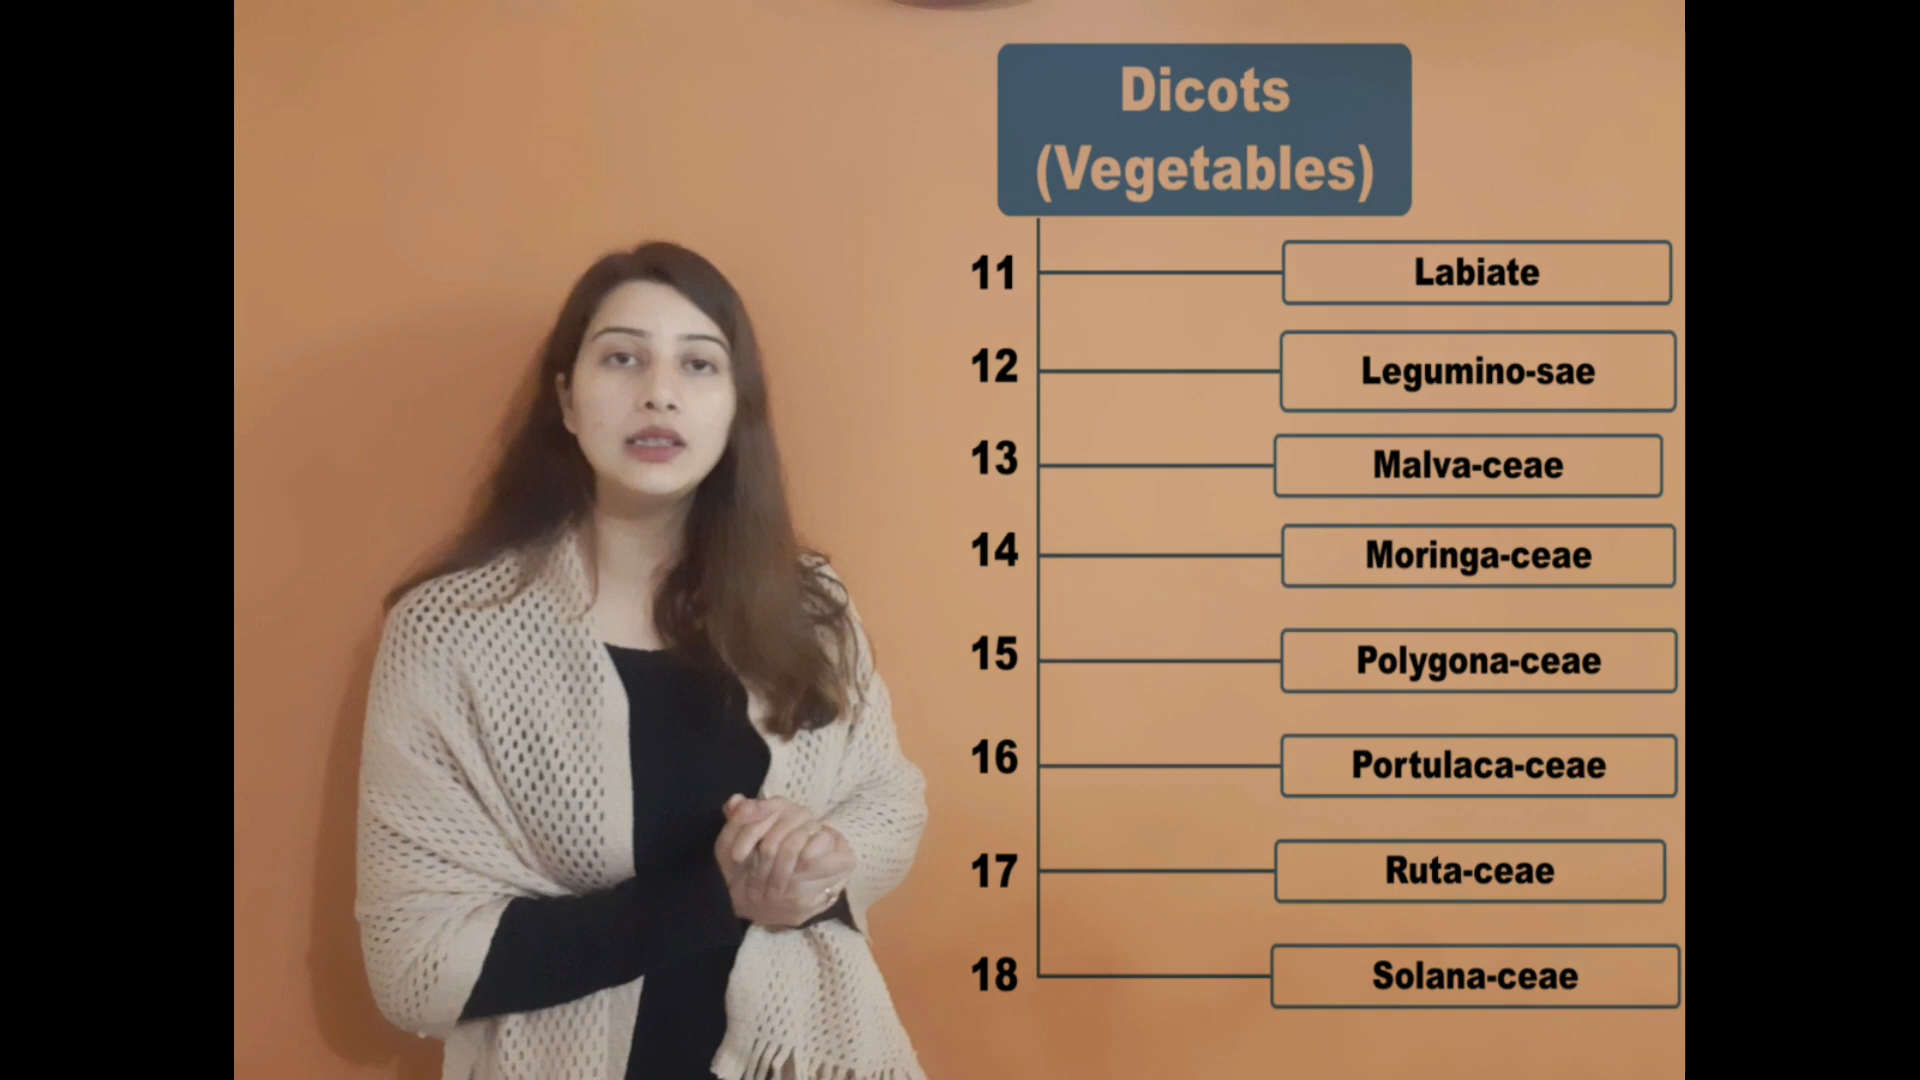 Dicots
(Vegetables)
11 Labiate
12 Legumino-sae
13 Malva-ceae
14 Moringa-ceae
15 Polygona-ceae
16 Portulaca-ceae
17 Ruta-ceae
18 Solana-ceae